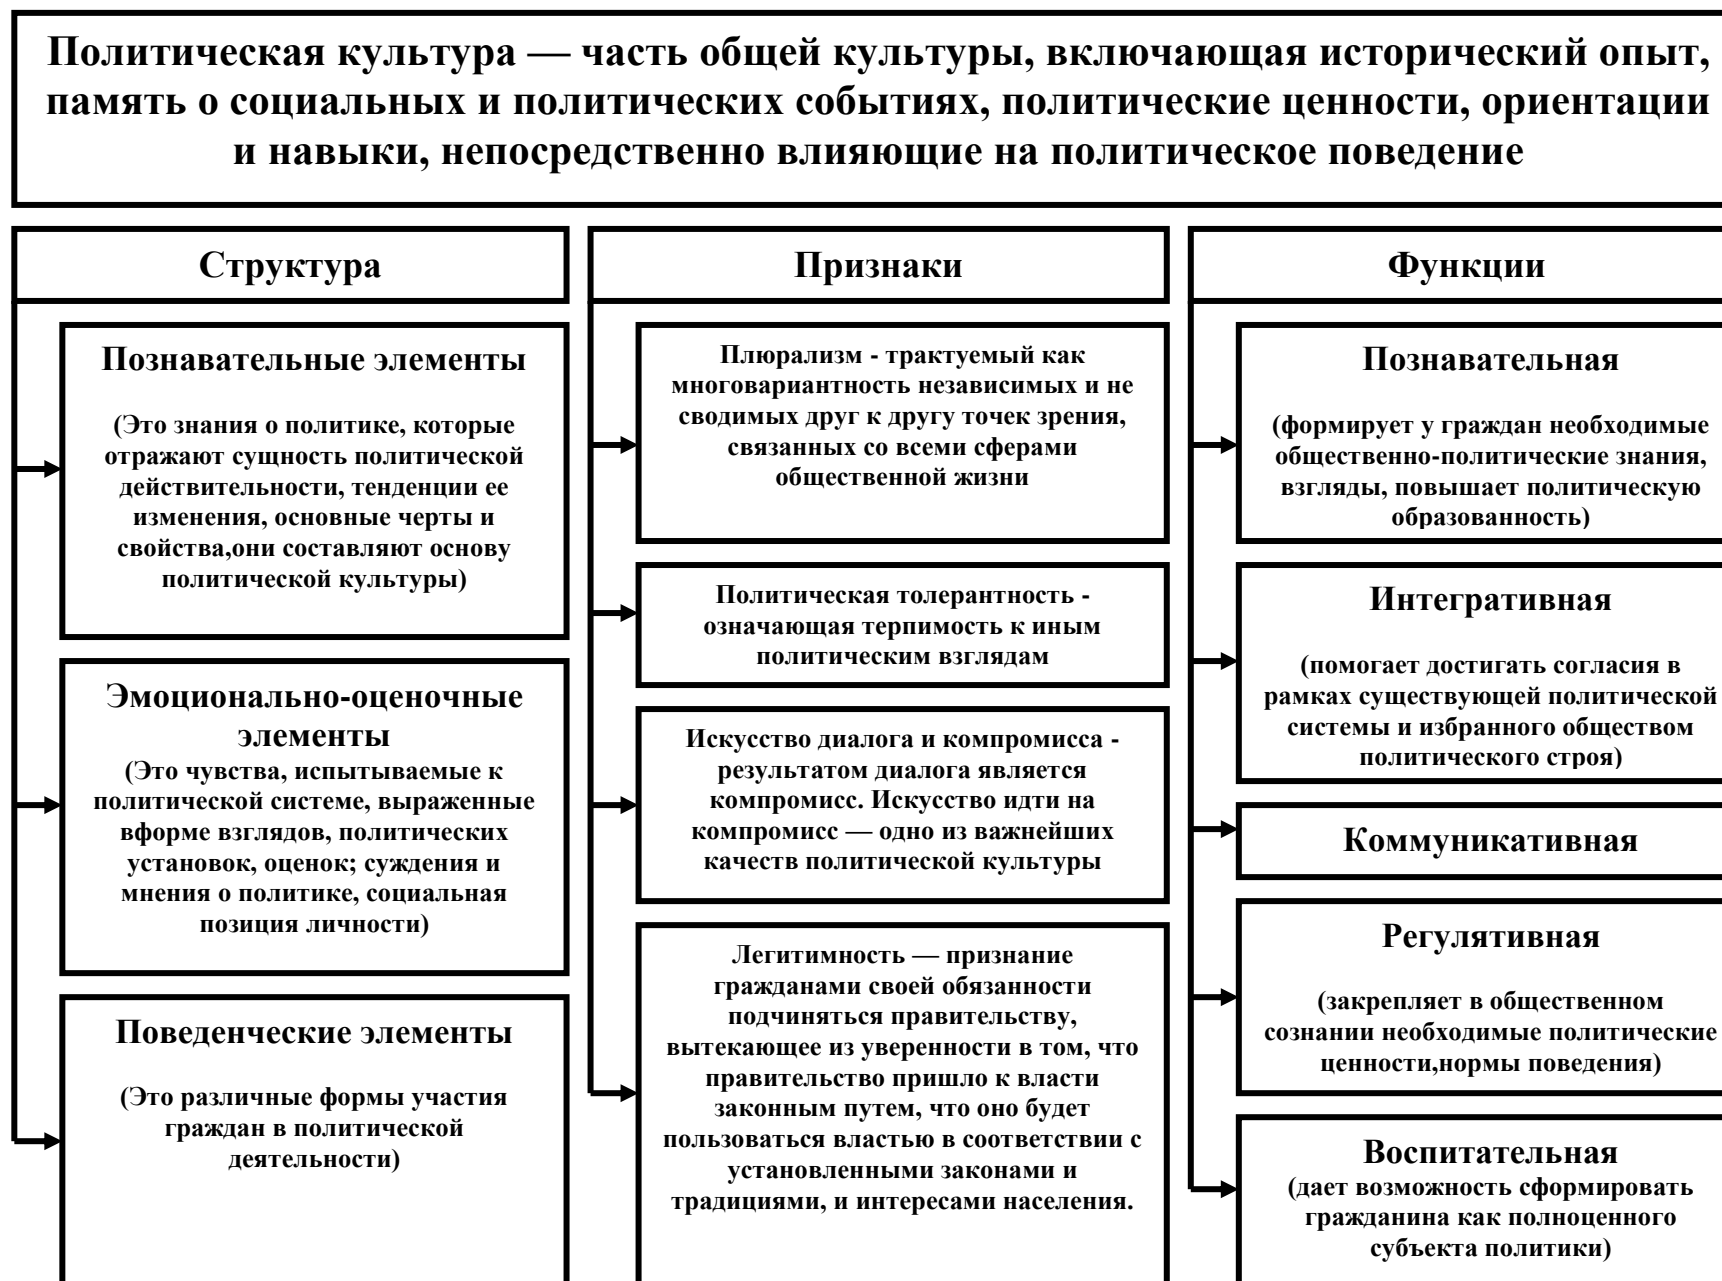 Политическая культура — часть общей культуры, включающая исторический опыт,
память о социальных и политических событиях, политические ценности, ориентации
и навыки, непосредственно влияющие на политическое поведение
Структура
Познавательные элементы
(Это знания о политике, которые
отражают сущность политической
действительности, тенденции ее
изменения, основные черты и
свойства,они составляют основу
политической культуры)
Эмоционально-оценочные
элементы
(Это чувства, испытываемые к
политической системе, выраженные
вформе взглядов, политических
установок, оценок; суждения и
мнения о политике, социальная
позиция личности)
Поведенческие элементы
(Это различные формы участия
граждан в политической
деятельности)
Признаки
Плюрализм - трактуемый как
многовариантность независимых и не
сводимых друг к другу точек зрения,
связанных со всеми сферами
общественной жизни
Политическая толерантность -
означающая терпимость к иным
политическим взглядам
Искусство диалога и компромисса -
результатом диалога является
компромисс. Искусство идти на
компромисс — одно из важнейших
качеств политической культуры
Легитимность — признание
гражданами своей обязанности
подчиняться правительству,
вытекающее из уверенности в том, что
правительство пришло к власти
законным путем, что оно будет
пользоваться властью в соответствии с
установленными законами и
традициями, и интересами населения.
Функции
Познавательная
(формирует у граждан необходимые
общественно-политические знания,
взгляды, повышает политическую
образованность)
Интегративная
(помогает достигать согласия в
рамках существующей политической
системы и избранного обществом
политического строя)
Коммуникативная
Регулятивная
(закрепляет в общественном
сознании необходимые политические
ценности,нормы поведения)
Воспитательная
(дает возможность сформировать
гражданина как полноценного
субъекта политики)